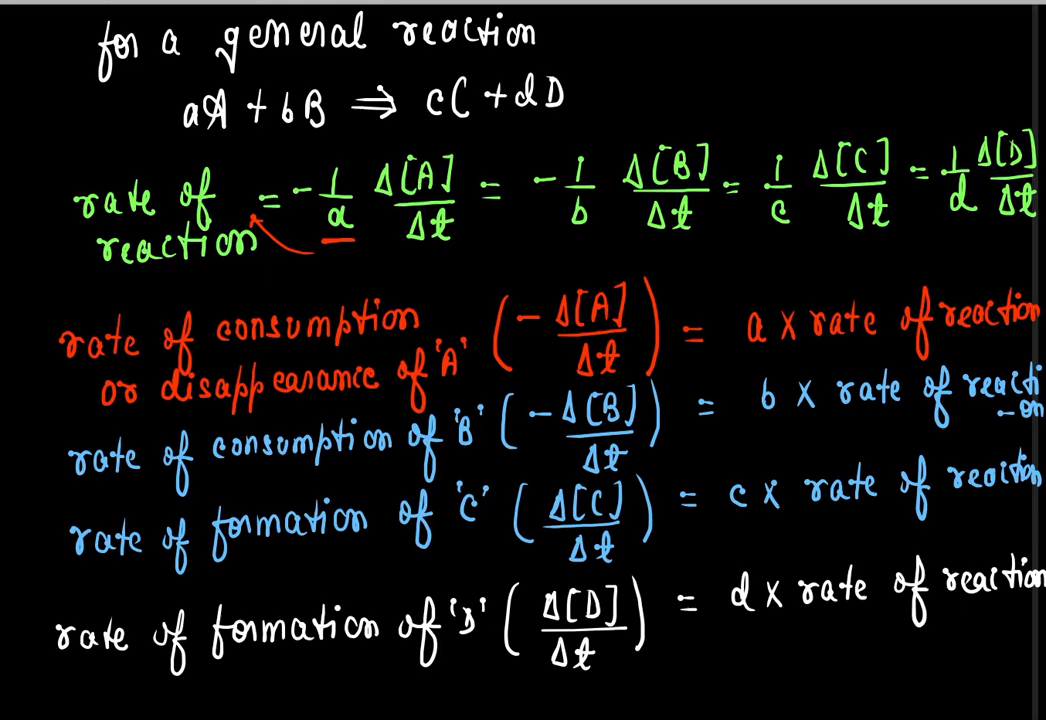 for a general reaction
aA + bB ⇒ cC + dD
rate of reaction = -1/a Δ[A]/Δt = -1/b Δ[B]/Δt = 1/c Δ[C]/Δt = 1/d Δ[D]/Δt
rate of consumption or disappearance of 'A' (-Δ[A]/Δt) = a x rate of reaction
rate of consumption of 'B' (-Δ[B]/Δt) = b x rate of reacti-on
rate of formation of 'C' (Δ[C]/Δt) = c x rate of reaction
rate of formation of 'D' (Δ[D]/Δt) = d x rate of reaction